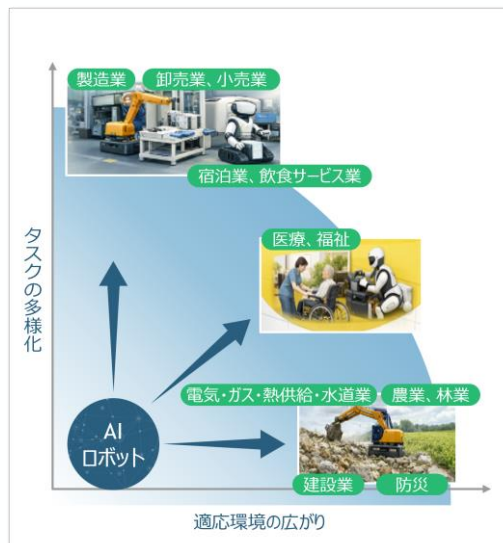 製造業
卸売業、小売業
宿泊業、飲食サービス業
医療、福祉
タスクの多様化
電気・ガス・熱供給・水道業
農業、林業
AI
ロボット
建設業
防災
適応環境の広がり